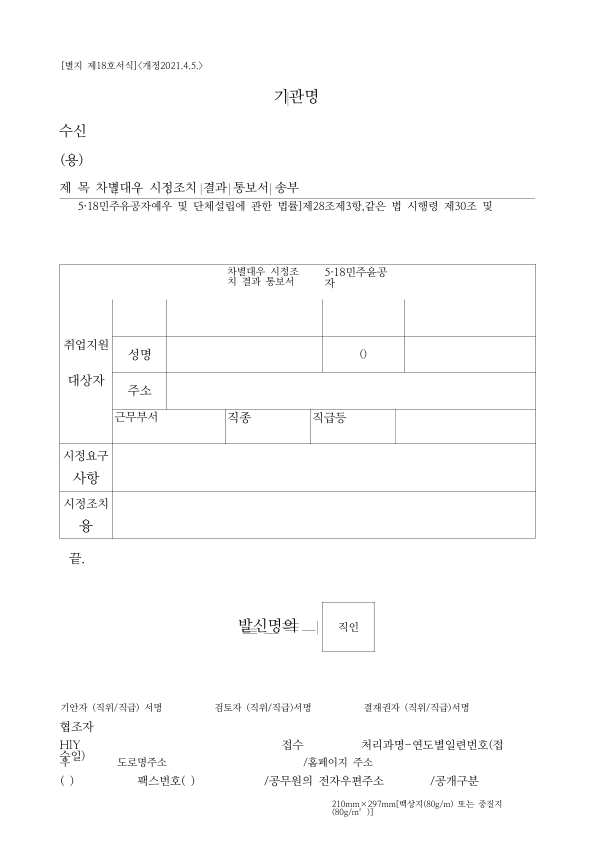 [별지 제18호서식]<개정2021.4.5.>
기관명
수신
(용)
제 목 차별대우 시정조치 결과 통보서 송부
5·18민주유공자예우 및 단체설립에 관한 법률]제28조제3항,같은 법 시행령 제30조 및
차별대우 시정조 5·18민주윤공
치 결과 통보서 자
취업지원
성명 ()
대상자
주소
근무부서 직종 직급등
시정요구
사항
시정조치
용
끝.
발신명의 직인
기안자 (직위/직급) 서명 검토자 (직위/직급)서명 결재권자 (직위/직급)서명
협조자
HIY 접수 처리과명-연도별일련번호(접
수일)
우 도로명주소 /홈페이지 주소
( ) 팩스번호( ) /공무원의 전자우편주소 /공개구분
210mm×297mm[백상지(80g/m) 또는 중질지
(80g/m² )]